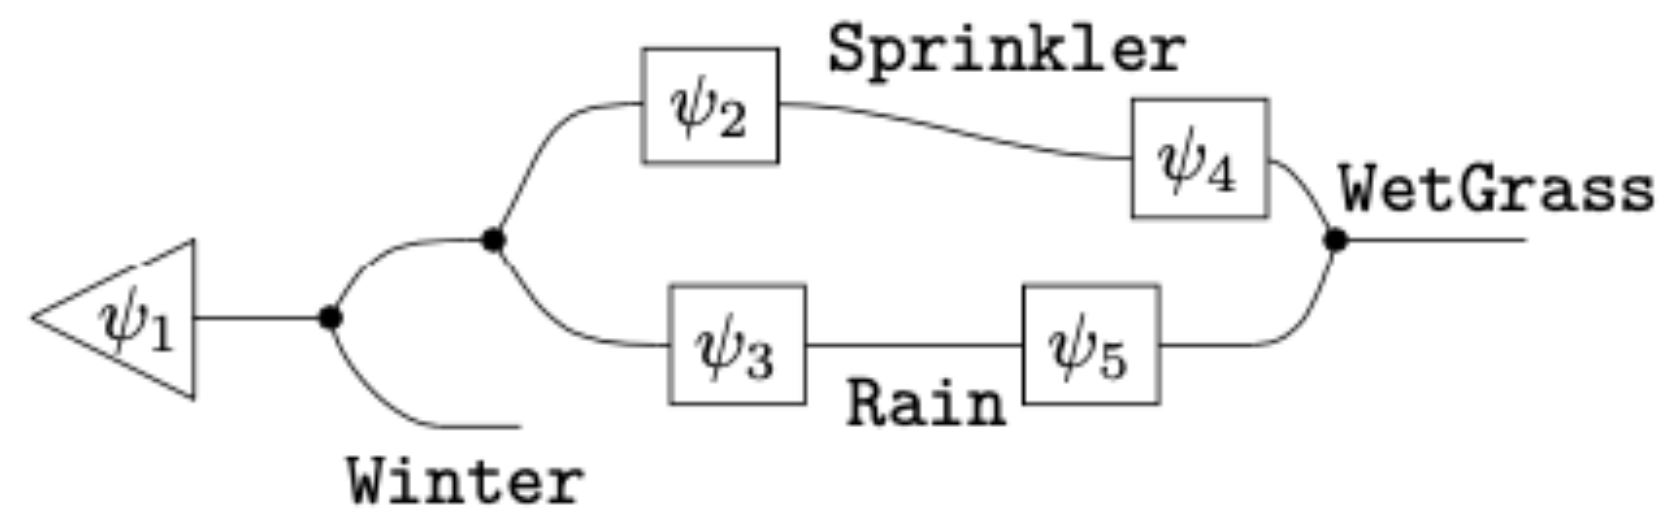 Sprinkler
ψ2
ψ4
WetGrass
ψ1
ψ3
ψ5
Rain
Winter